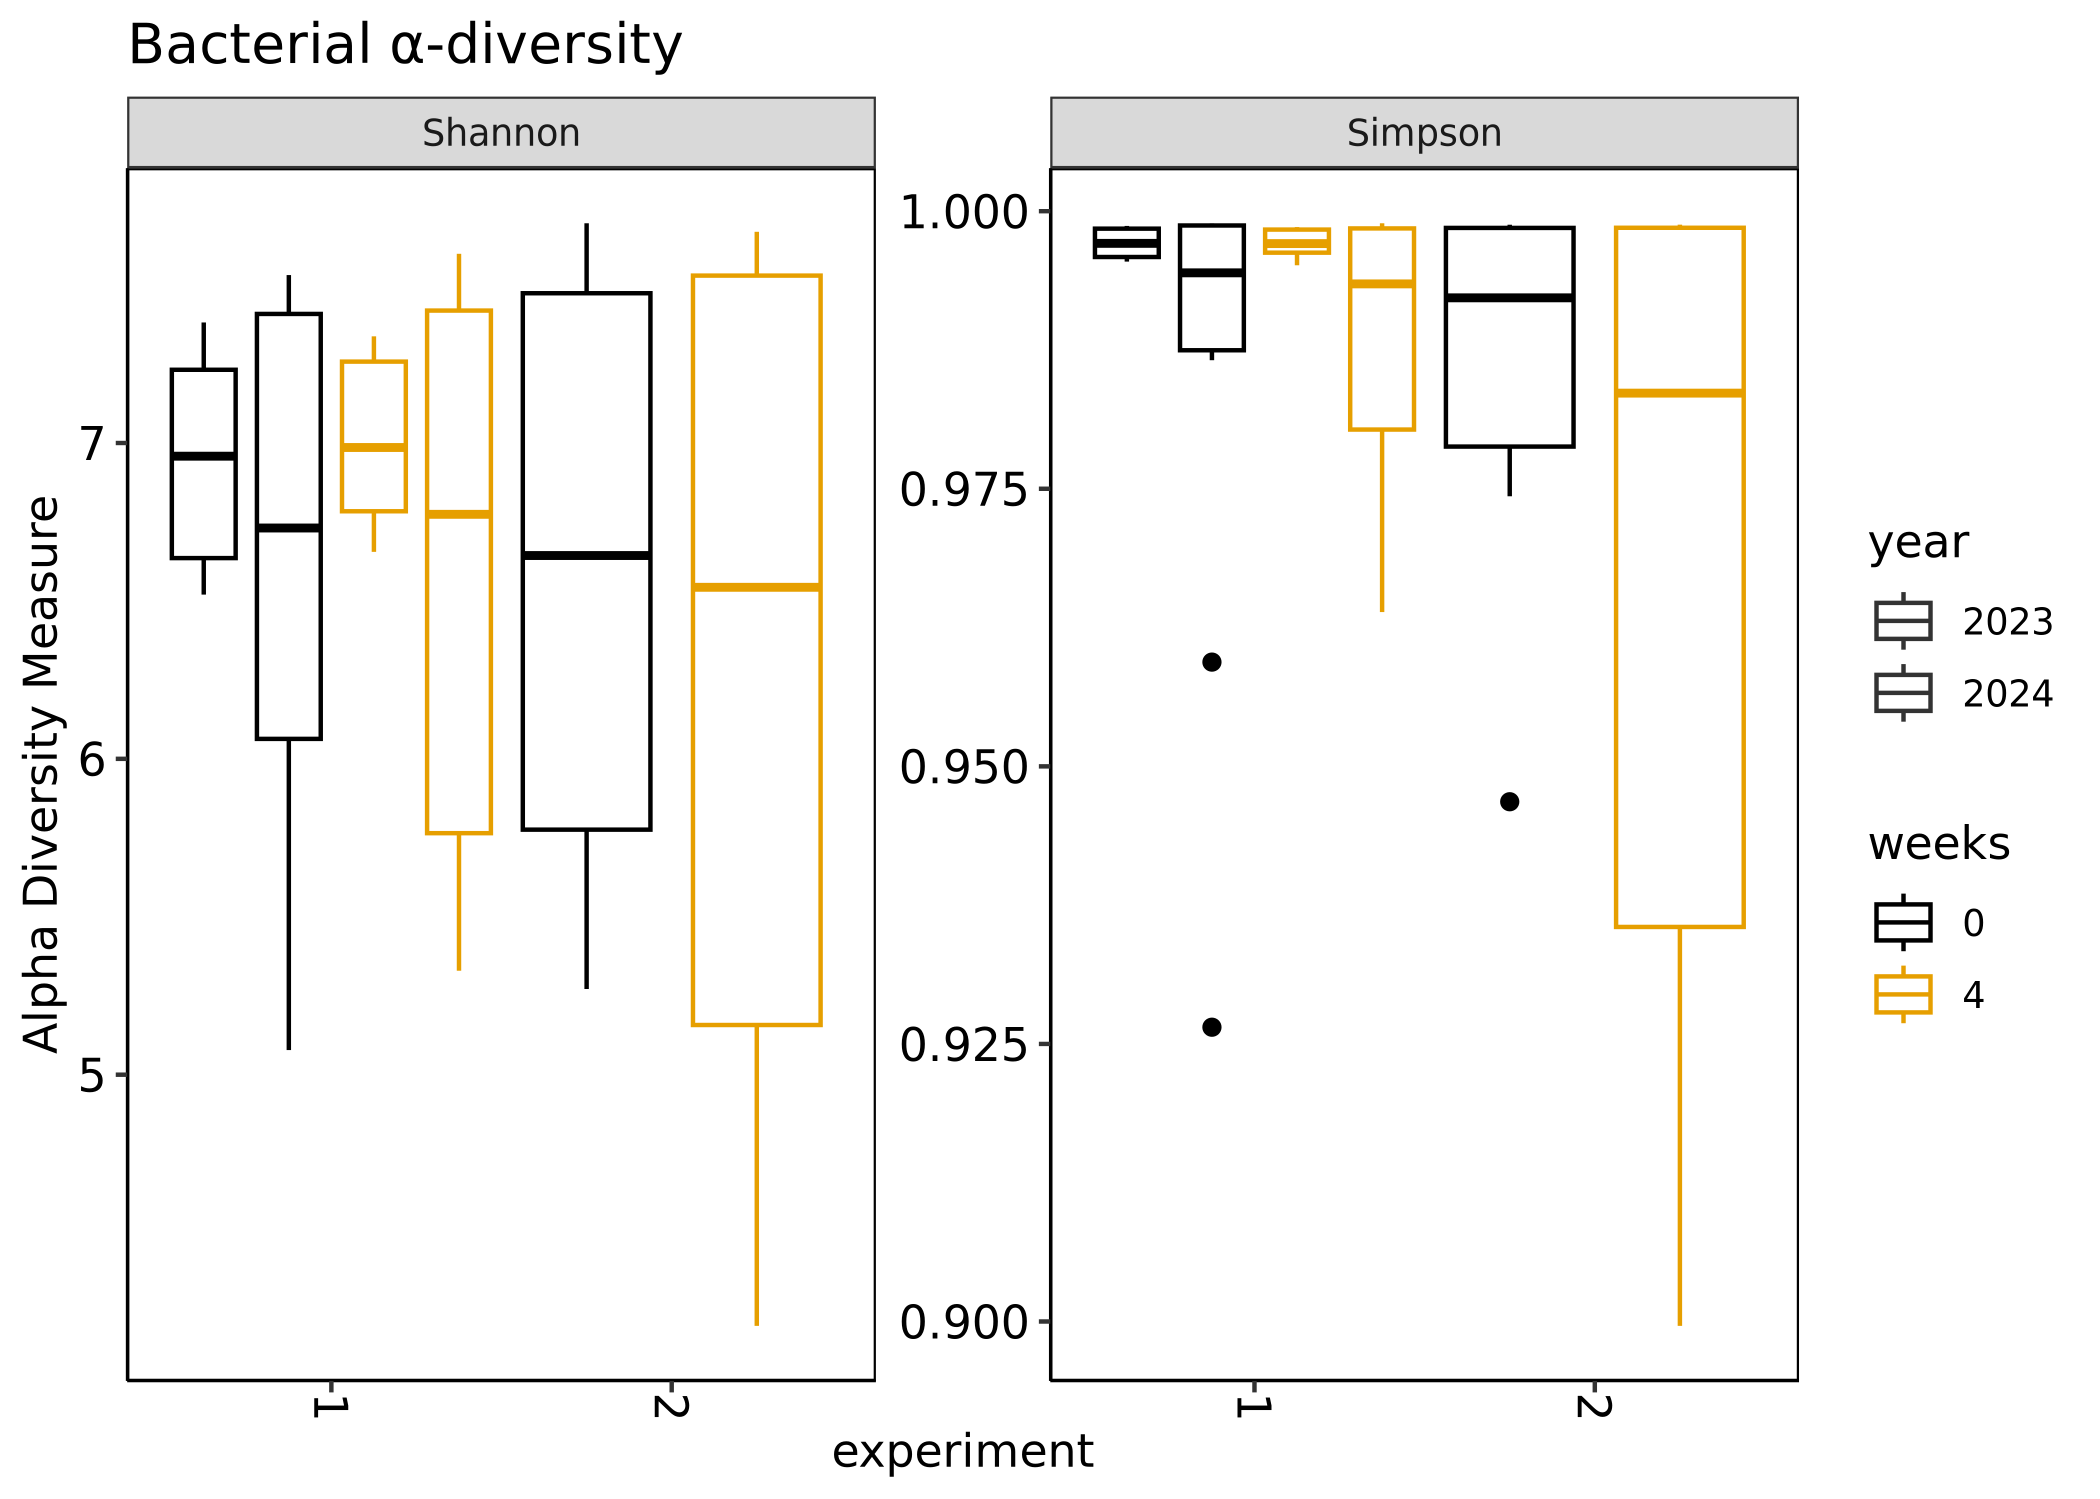 Bacterial α-diversity
Shannon
Simpson
Alpha Diversity Measure
7
6
5
1.000
0.975
0.950
0.925
0.900
1
2
1
2
experiment
year
2023
2024
weeks
0
4